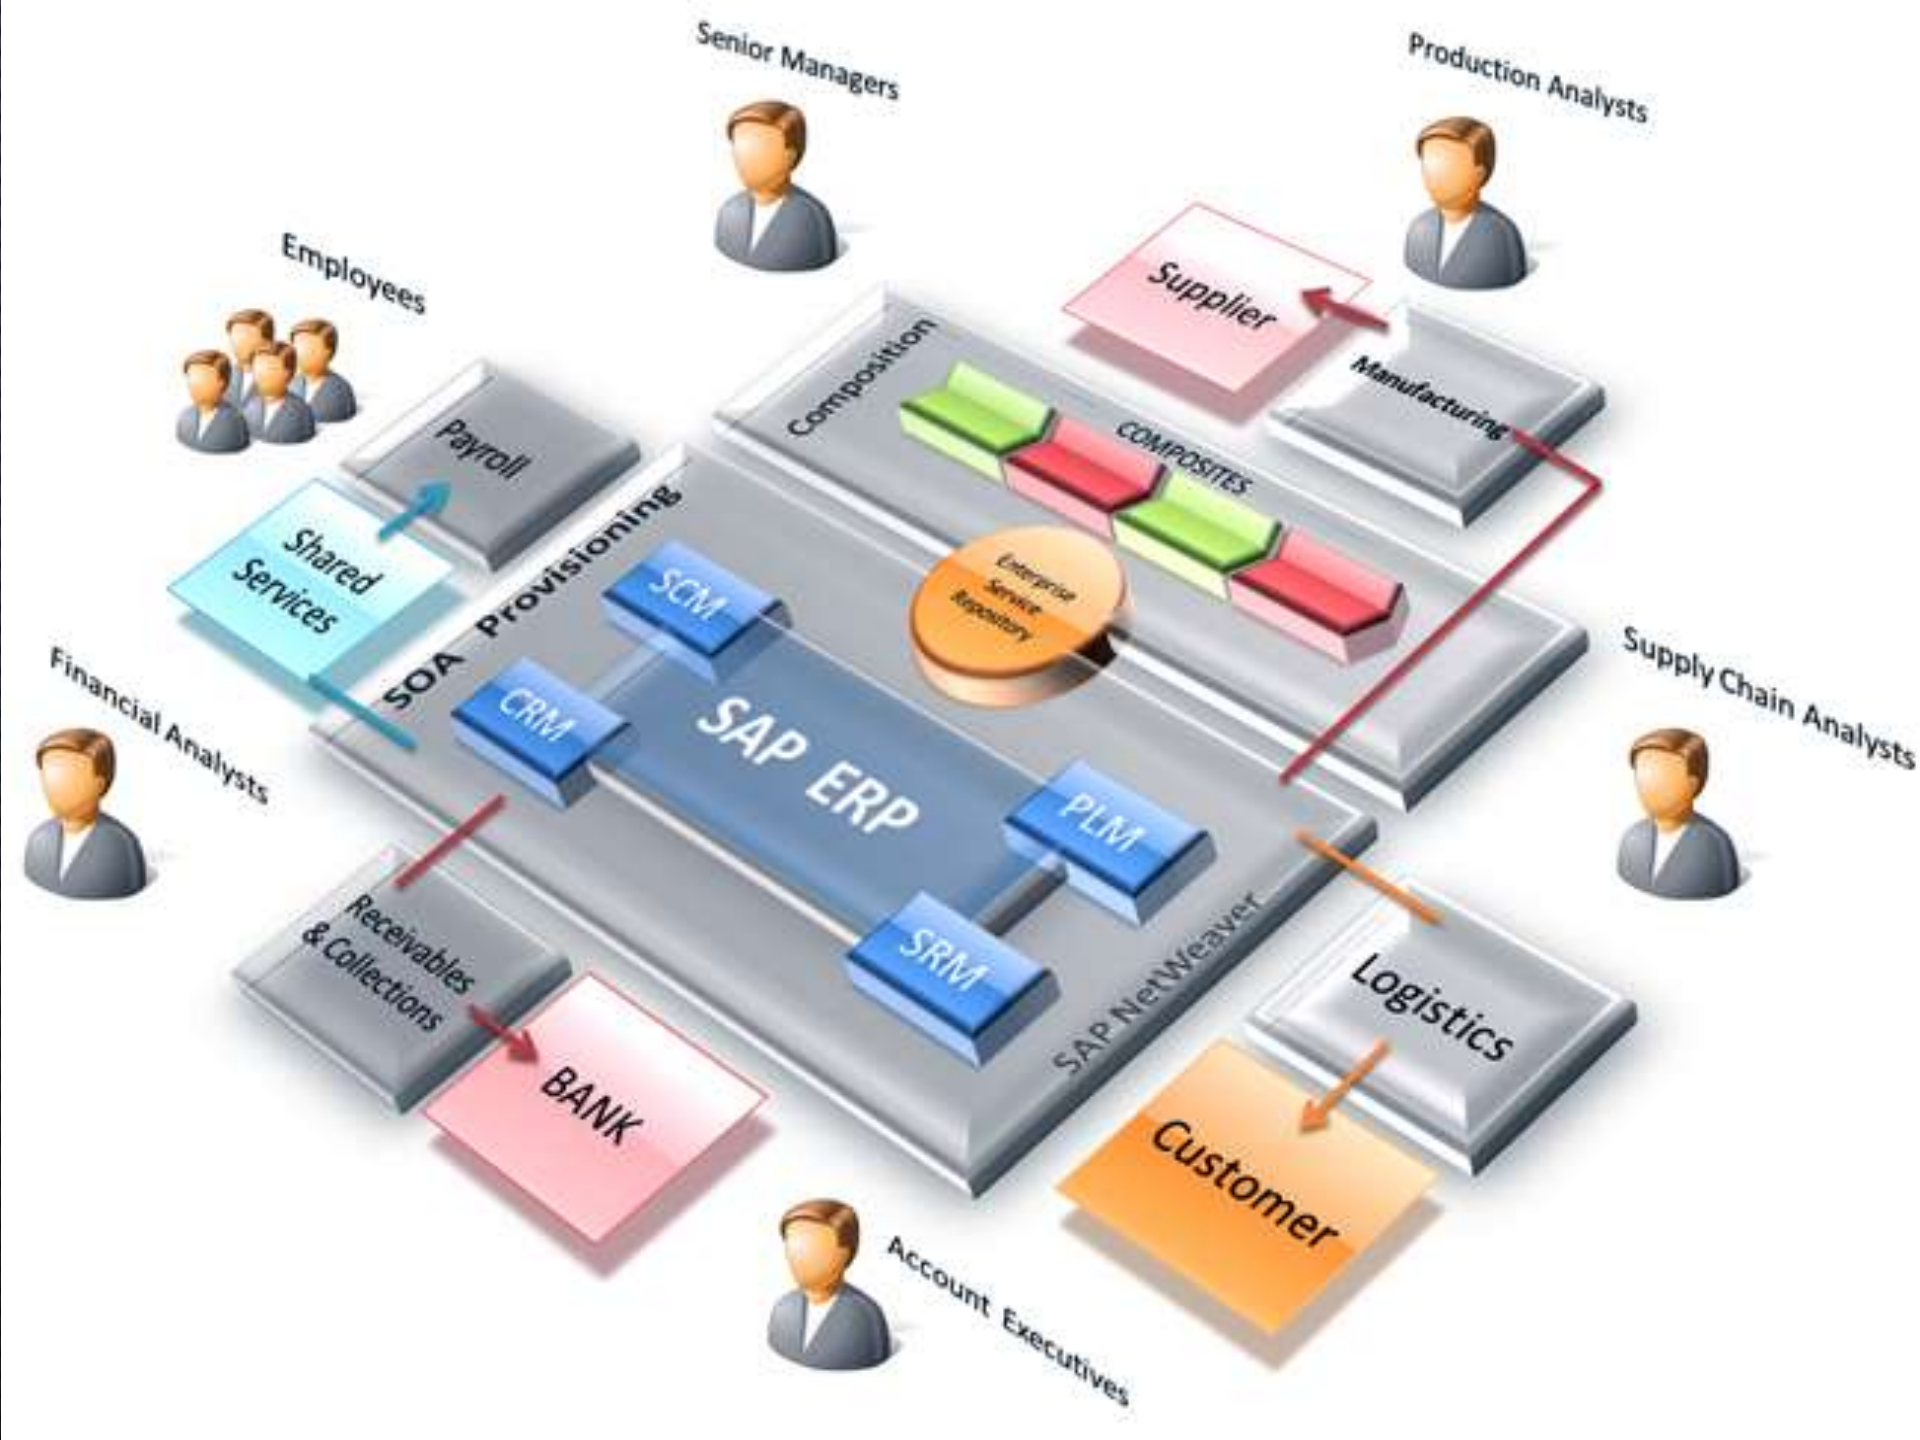 Senior Managers
Production Analysts
Employees
Supplier
Composition
Manufacturing
COMPOSITES
Payroll
Shared
Services
SOA Provisioning
Enterprise
Service
Repository
SCM
CRM
SAP ERP
PLM
SRM
SAP NetWeaver
Financial Analysts
Supply Chain Analysts
Receivables
& Collections
BANK
Logistics
Customer
Account Executives